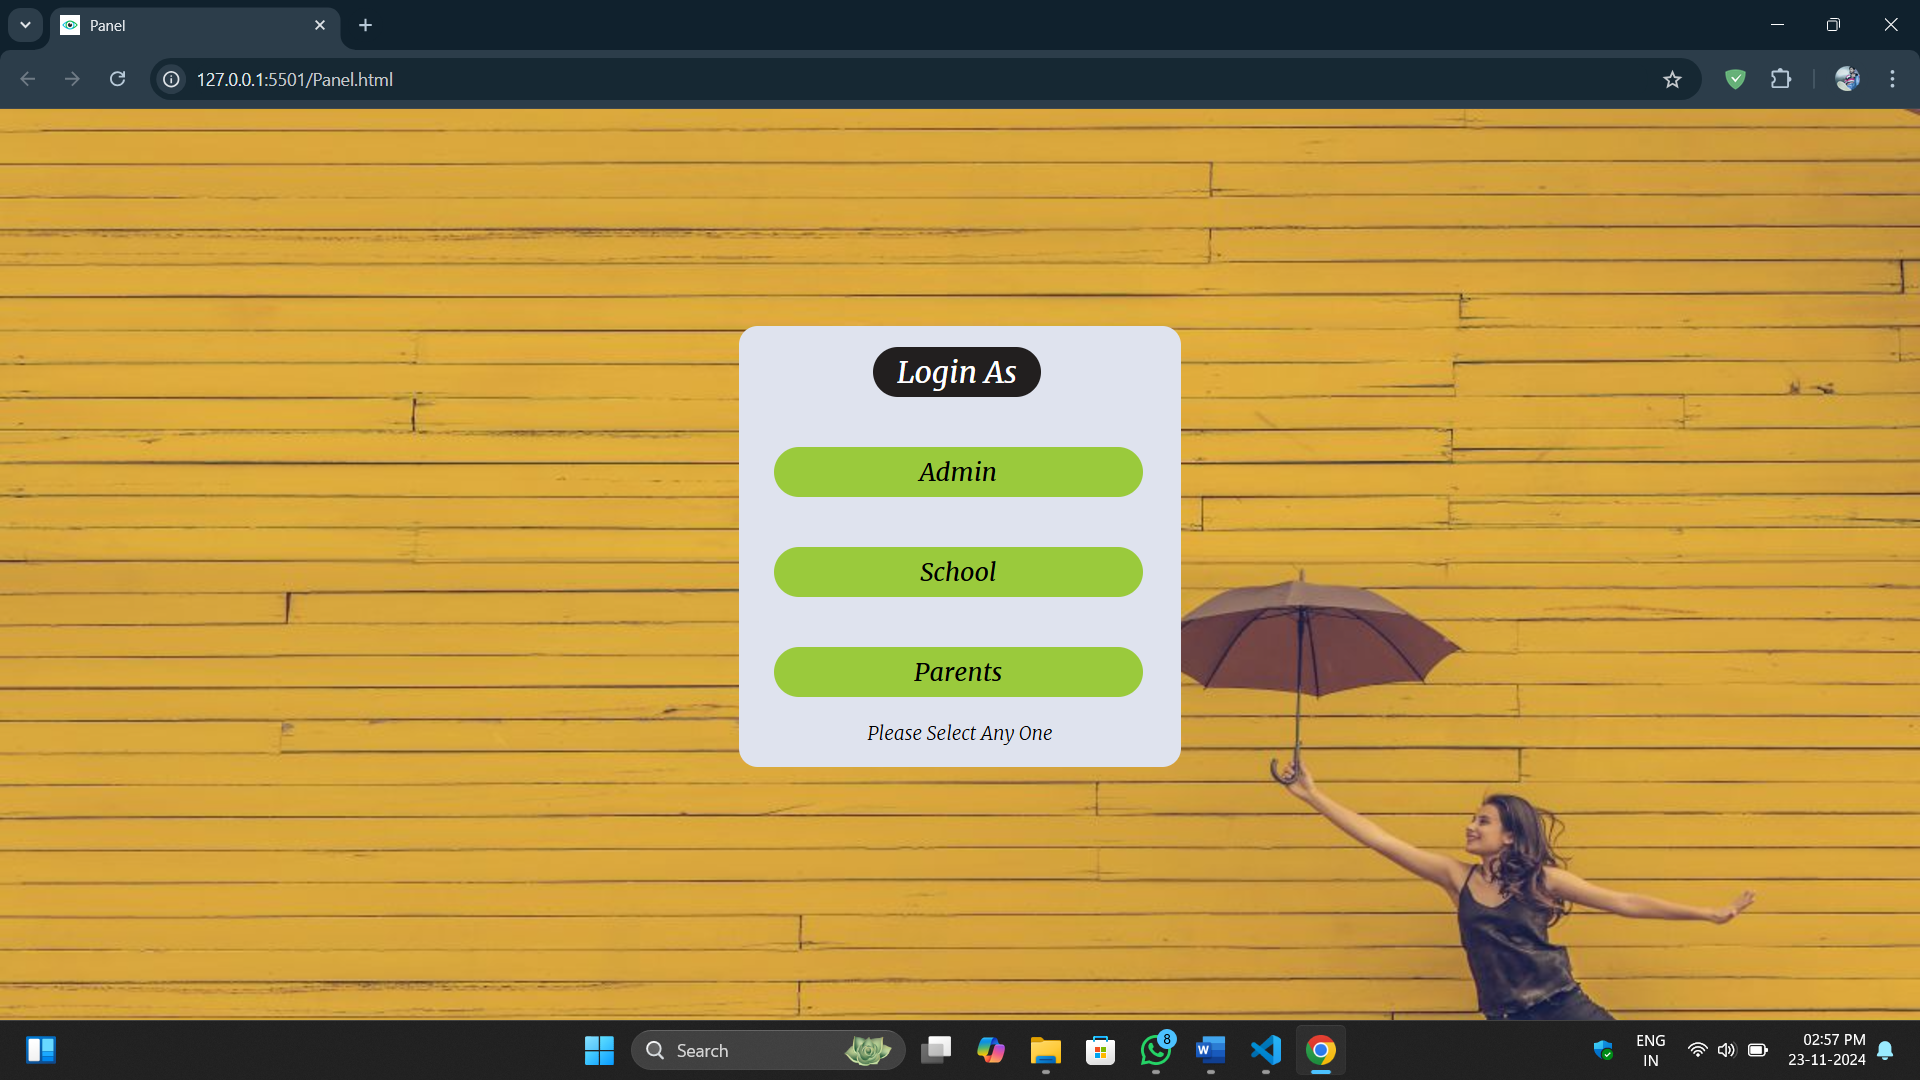 Panel
127.0.0.1:5501/Panel.html
Login As
Admin
School
Parents
Please Select Any One
Search
8
W
ENG
IN
02:57 PM
23-11-2024